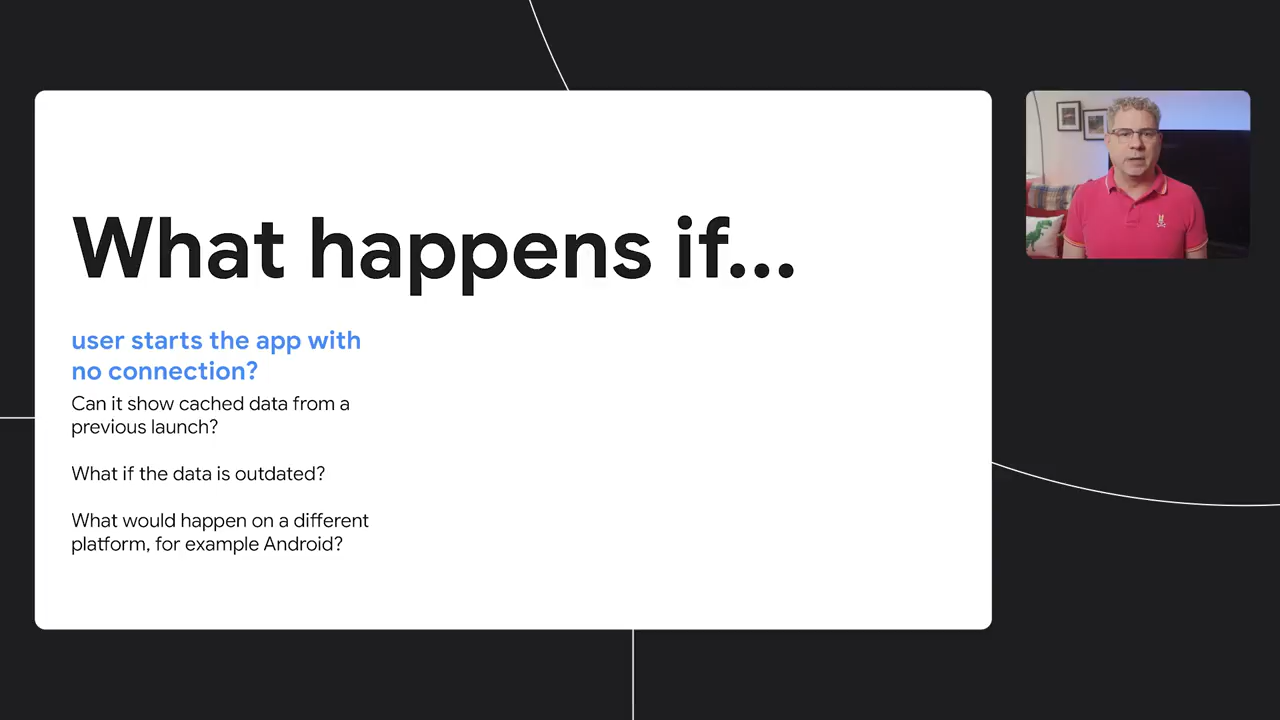 What happens if...
user starts the app with
no connection?
Can it show cached data from a
previous launch?
What if the data is outdated?
What would happen on a different
platform, for example Android?